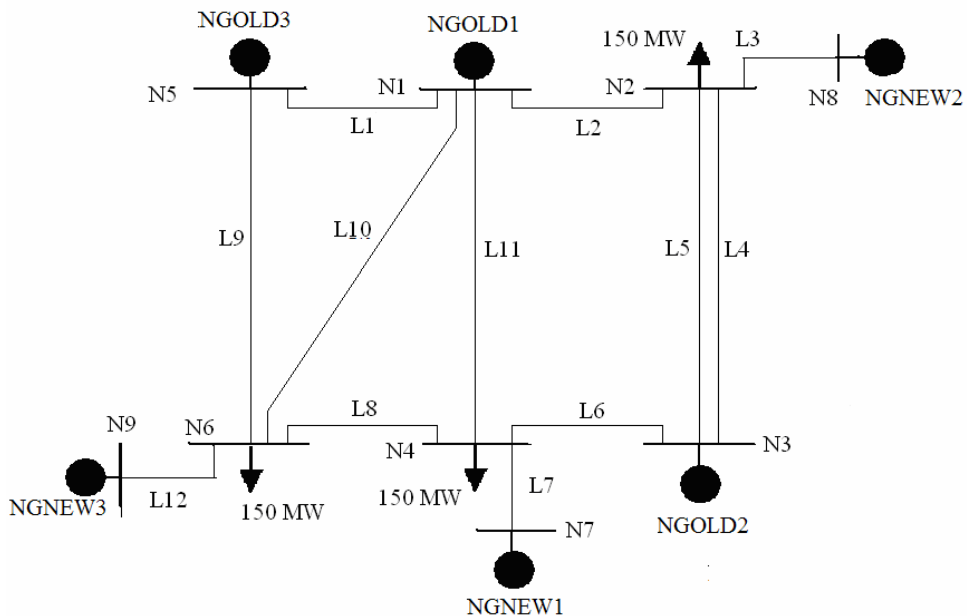 NGOLD3
NGOLD1
150 MW
L3
N5
N1
N2
N8
NGNEW2
L1
L2
L9
L10
L11
L5
L4
N9
N6
L8
N4
L6
N3
NGNEW3
L12
150 MW
150 MW
L7
NGOLD2
N7
NGNEW1